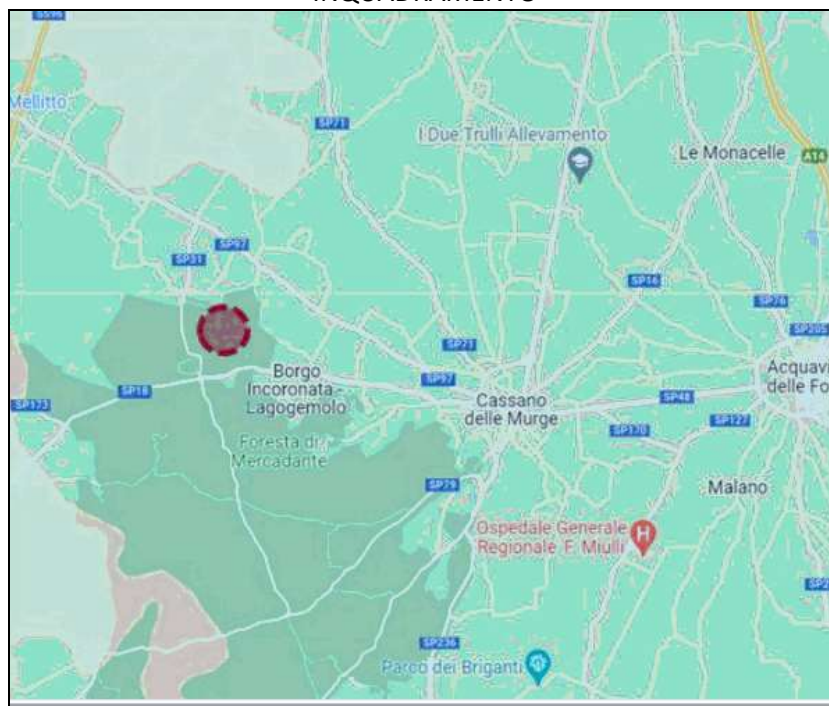 INQUADRAMENTO
SS96
Mellitto
SP71
I Due Trulli Allevamento
Le Monacelle
A14
SP97
SP31
SP16
SP76
SP205
SP71
Borgo
Incoronata -
Lagogemolo
SP97
SP18
SP173
Cassano
delle Murge
SP48
Acquavi
delle Fo
SP127
SP170
Foresta di
Mercadante
SP79
Malano
Ospedale Generale
Regionale F. Miulli
SP236
Parco dei Briganti